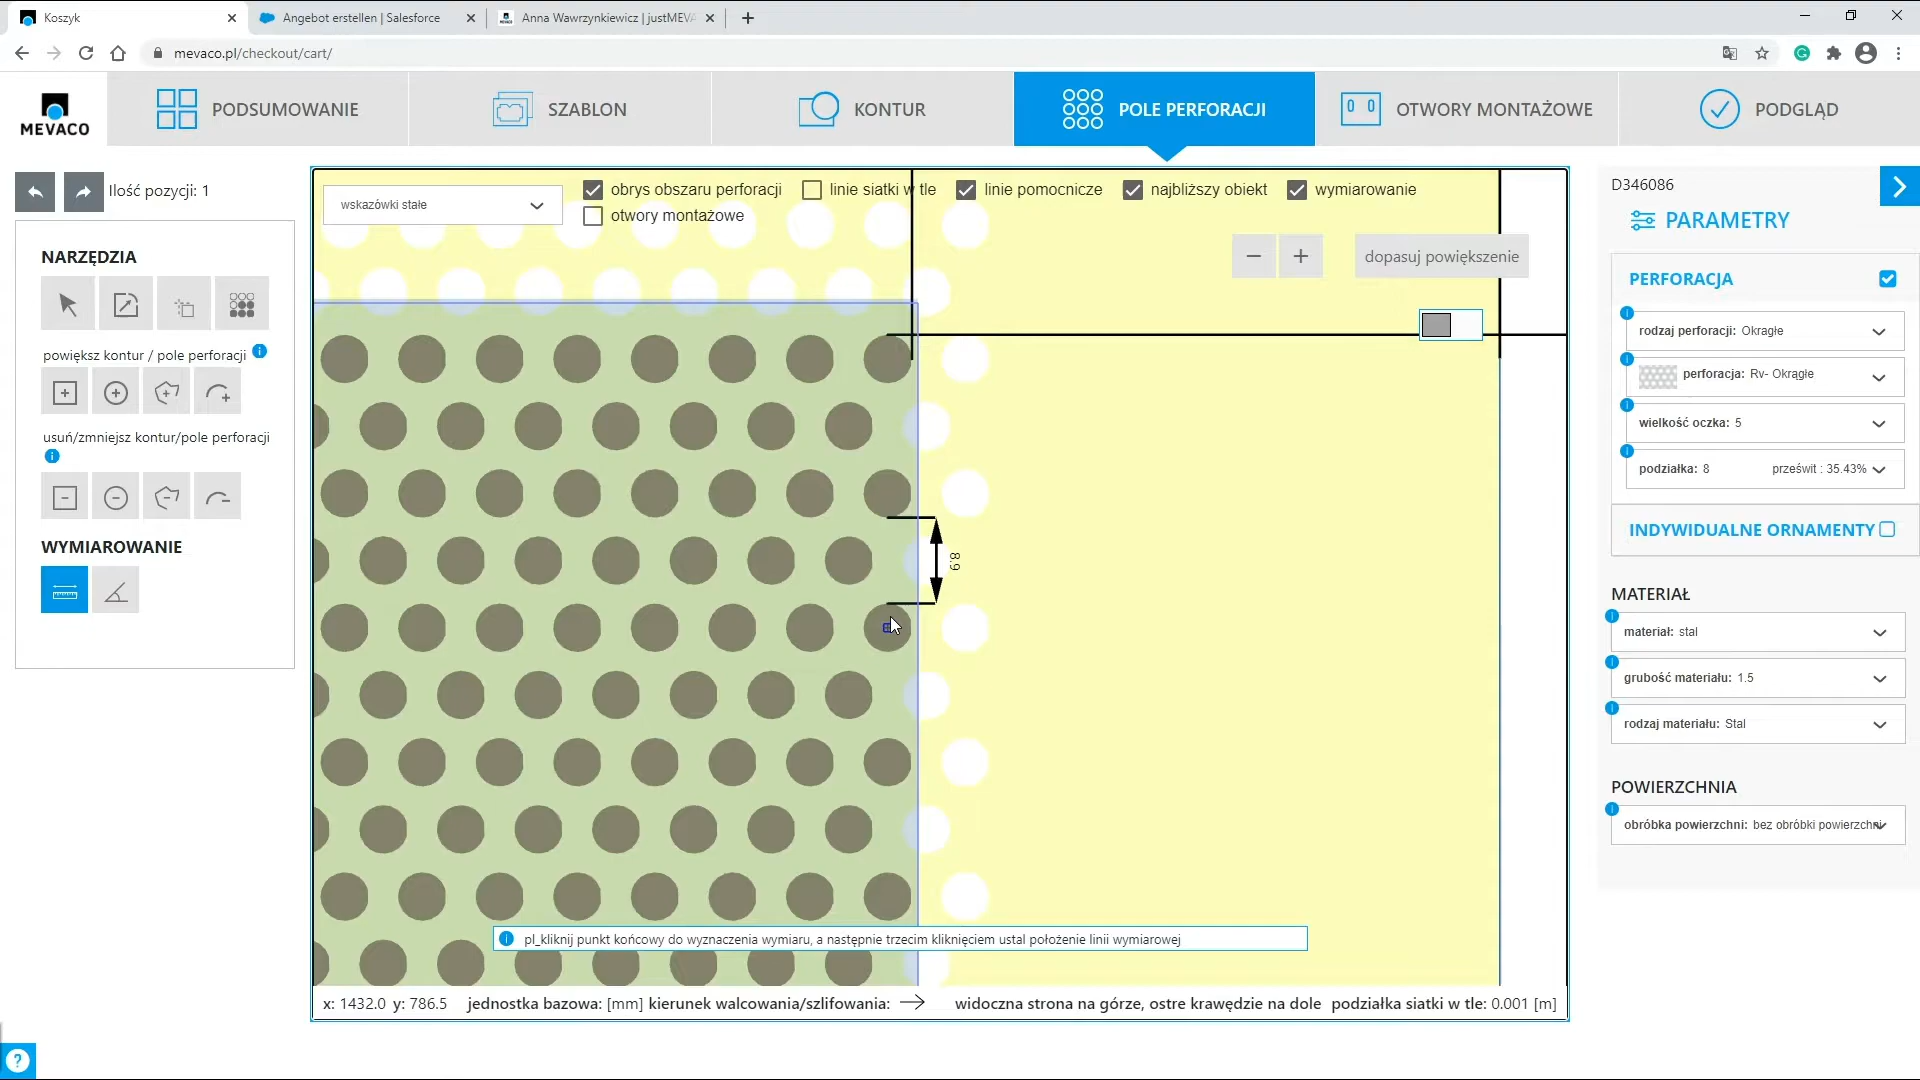 Koszyk
Angebot erstellen | Salesforce
Anna Wawrzynkiewicz | justMEVA
mevaco.pl/checkout/cart/
MEVACO
PODSUMOWANIE
SZABLON
KONTUR
POLE PERFORACJI
OTWORY MONTAŻOWE
PODGLĄD
Ilość pozycji: 1
NARZĘDZIA
powiększ kontur / pole perforacji
usuń/zmniejsz kontur/pole perforacji
WYMIAROWANIE
wskazówki stałe
obrys obszaru perforacji
linie siatki w tle
linie pomocnicze
najbliższy obiekt
wymiarowanie
otwory montażowe
dopasuj powiększenie
8.9
pl_kliknij punkt końcowy do wyznaczenia wymiaru, a następnie trzecim kliknięciem ustal położenie linii wymiarowej
x: 1432.0 y: 786.5 jednostka bazowa: [mm] kierunek walcowania/szlifowania: → widoczna strona na górze, ostre krawędzie na dole podziałka siatki w tle: 0.001 [m]
D346086
PARAMETRY
PERFORACJA
rodzaj perforacji: Okrągłe
perforacja: Rv- Okrągłe
wielkość oczka: 5
podziałka: 8 prześwit : 35.43%
INDYWIDUALNE ORNAMENTY
MATERIAŁ
materiał: stal
grubość materiału: 1.5
rodzaj materiału: Stal
POWIERZCHNIA
obróbka powierzchni: bez obróbki powierzchni